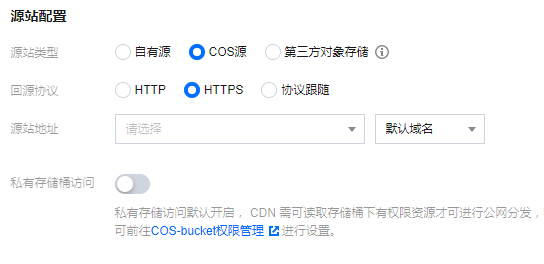 源站配置
源站类型 自有源 COS源 第三方对象存储
回源协议 HTTP HTTPS 协议跟随
源站地址 请选择 默认域名
私有存储桶访问
私有存储访问默认开启， CDN 需可读取存储桶下有权限资源才可进行公网分发，
可前往COS-bucket权限管理 进行设置。